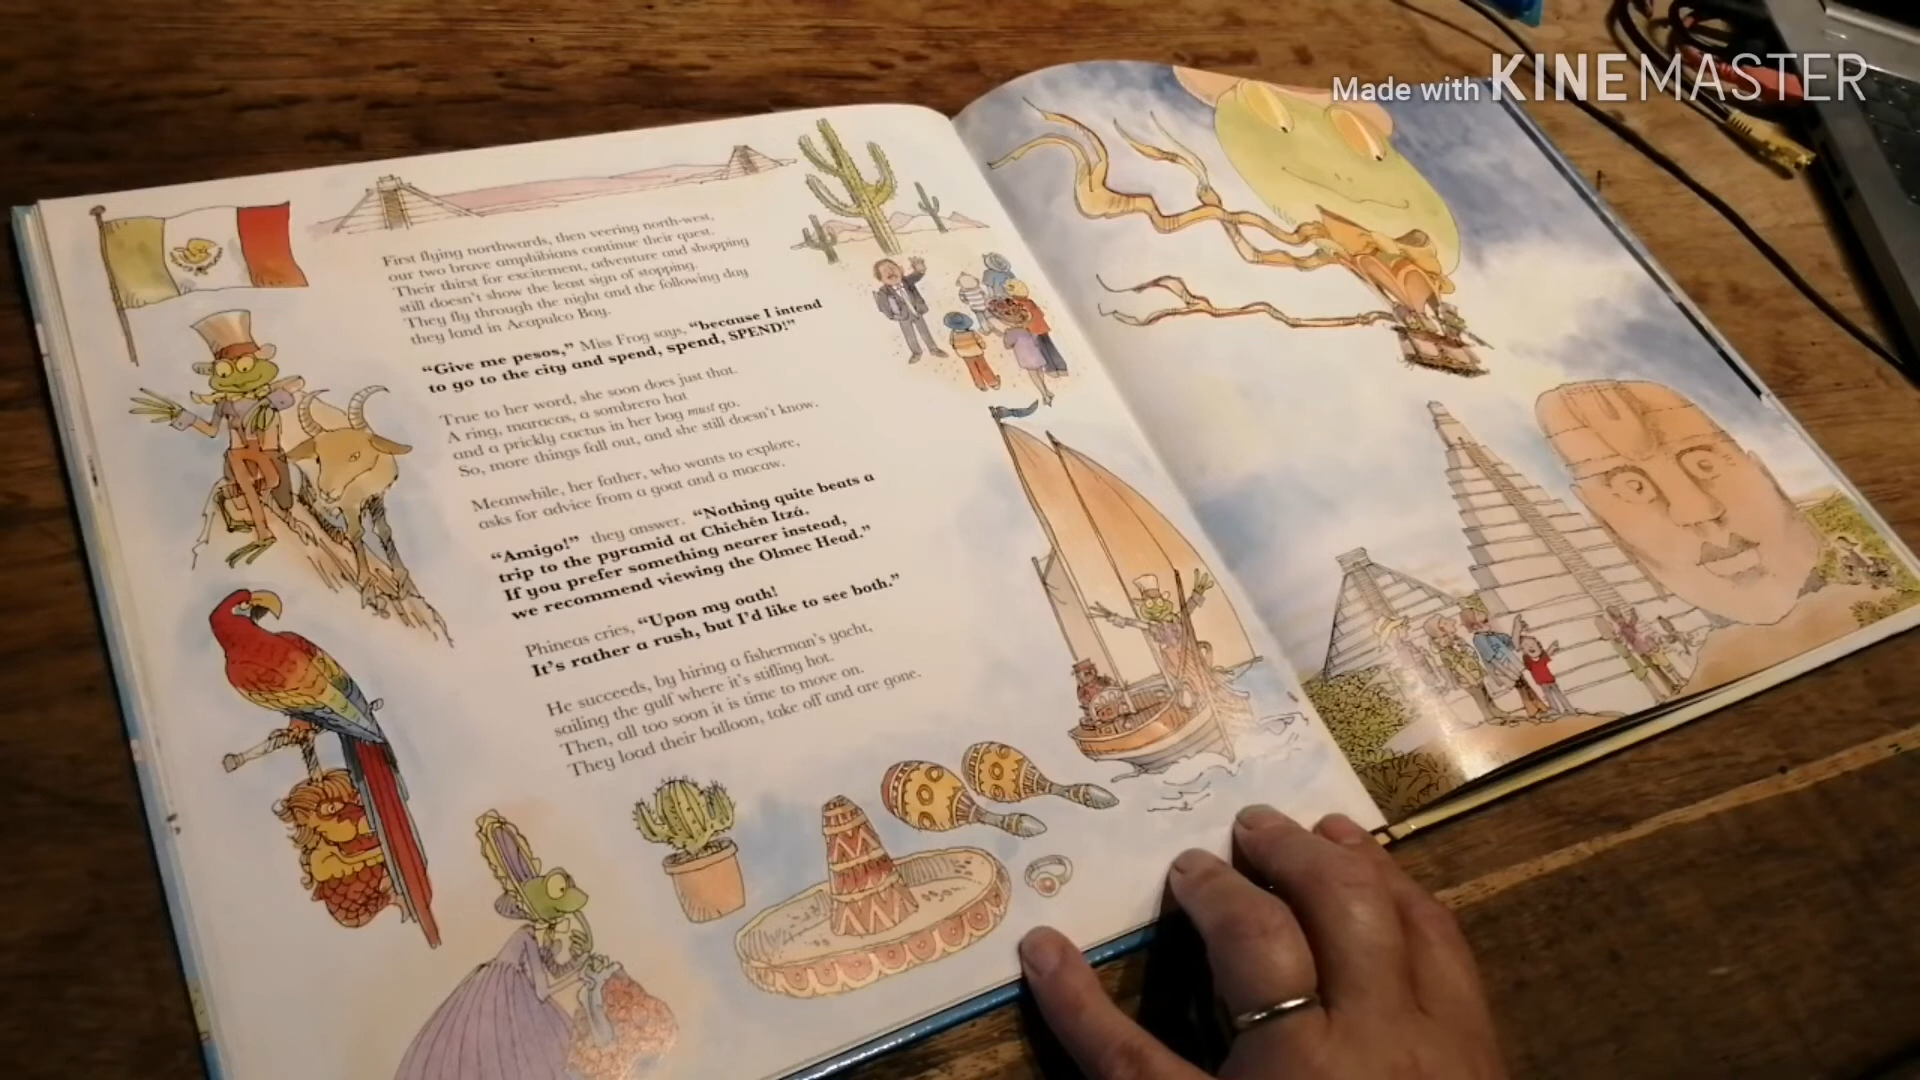 Made with KINEMASTER
First flying northwards, then veering north-west,
our two brave amphibians continue their quest.
Their thirst for excitement, adventure and shopping
still doesn't show the least sign of stopping.
They fly through the night and the following day
they land in Acapulco Bay.
“Give me pesos,” Miss Frog says, “because I intend
to go to the city and spend, spend, SPEND!”
True to her word, she soon does just that.
A ring, maracas, a sombrero hat
and a prickly cactus in her bag must go.
So, more things fall out, and she still doesn't know.
Meanwhile, her father, who wants to explore,
asks for advice from a goat and a macaw.
“Amigo!” they answer. “Nothing quite beats a
trip to the pyramid at Chichén Itzá.
If you prefer something nearer instead,
we recommend viewing the Olmec Head.”
Phineas cries, “Upon my oath!
It's rather a rush, but I'd like to see both.”
He succeeds, by hiring a fisherman's yacht,
sailing the gulf where it's stifling hot.
Then, all too soon it is time to move on.
They load their balloon, take off and are gone.